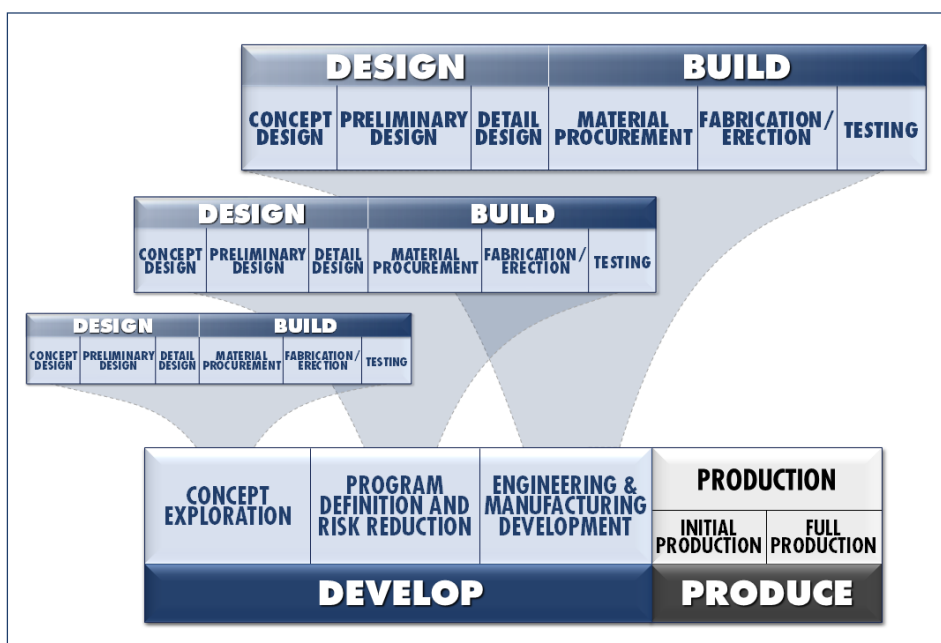 DESIGN BUILD
CONCEPT DESIGN
PRELIMINARY DESIGN
DETAIL DESIGN
MATERIAL PROCUREMENT
FABRICATION/ ERECTION
TESTING
DESIGN BUILD
CONCEPT DESIGN
PRELIMINARY DESIGN
DETAIL DESIGN
MATERIAL PROCUREMENT
FABRICATION/ ERECTION
TESTING
DESIGN BUILD
CONCEPT DESIGN
PRELIMINARY DESIGN
DETAIL DESIGN
MATERIAL PROCUREMENT
FABRICATION/ ERECTION
TESTING
CONCEPT
EXPLORATION
PROGRAM
DEFINITION AND
RISK REDUCTION
ENGINEERING &
MANUFACTURING
DEVELOPMENT
PRODUCTION
INITIAL
PRODUCTION
FULL
PRODUCTION
DEVELOP
PRODUCE